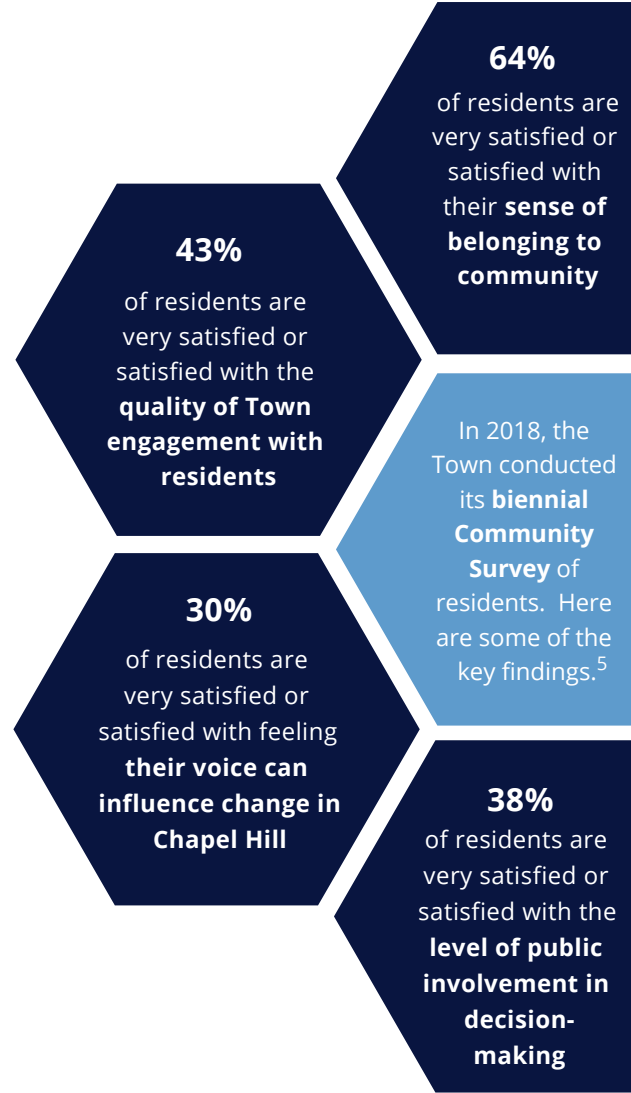 64%
of residents are
very satisfied or
satisfied with
their sense of
belonging to
community
43%
of residents are
very satisfied or
satisfied with the
quality of Town
engagement with
residents
In 2018, the
Town conducted
its biennial
Community
Survey of
residents.  Here
are some of the
key findings.5
30%
of residents are
very satisfied or
satisfied with feeling
their voice can
influence change in
Chapel Hill
38%
of residents are
very satisfied or
satisfied with the
level of public
involvement in
decision-
making